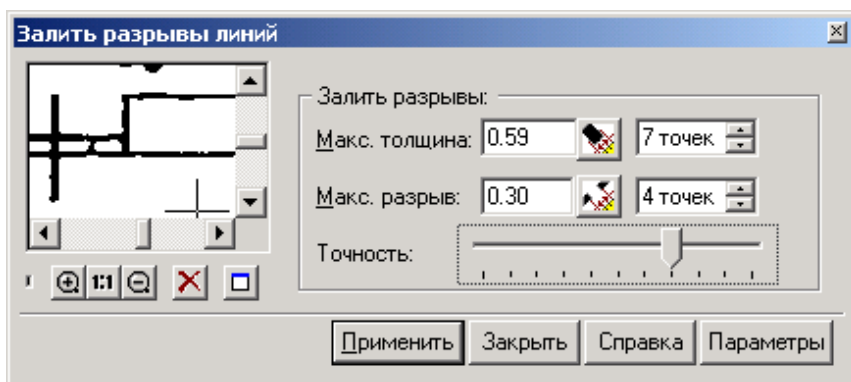 Залить разрывы линий
Залить разрывы:
Макс. толщина: 0.59 7 точек
Макс. разрыв: 0.30 4 точек
Точность:
1:1
Применить Закрыть Справка Параметры